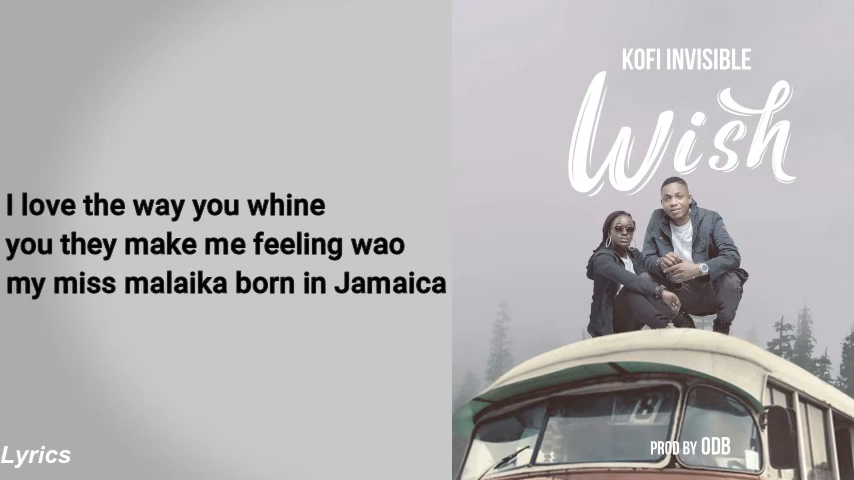 I love the way you whine
you they make me feeling wao
my miss malaika born in Jamaica
Lyrics
KOFI INVISIBLE
Wish
PROD BY ODB